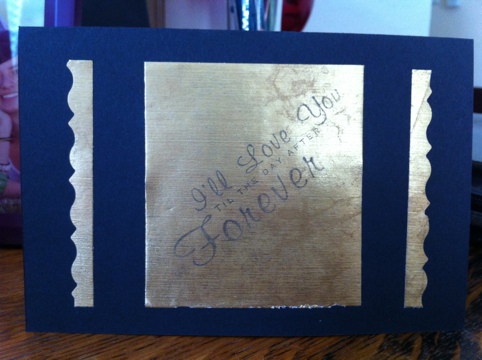 I'll Love You
'TIL THE DAY AFTER
Forever